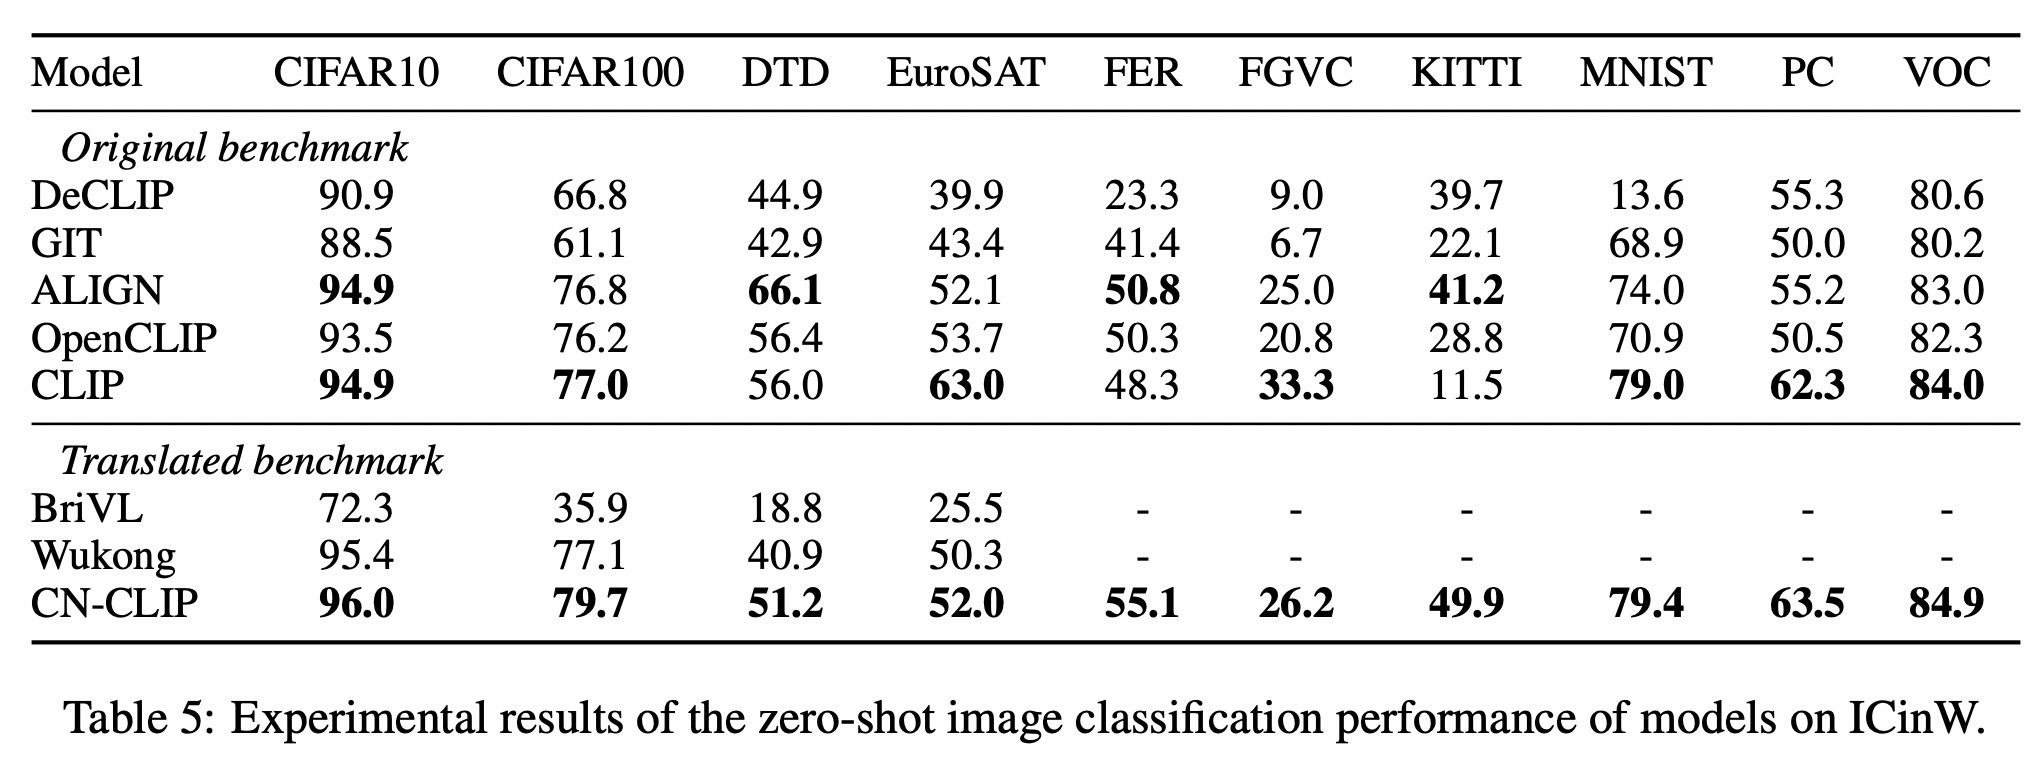 Model CIFAR10 CIFAR100 DTD EuroSAT FER FGVC KITTI MNIST PC VOC
Original benchmark
DeCLIP 90.9 66.8 44.9 39.9 23.3 9.0 39.7 13.6 55.3 80.6
GIT 88.5 61.1 42.9 43.4 41.4 6.7 22.1 68.9 50.0 80.2
ALIGN 94.9 76.8 66.1 52.1 50.8 25.0 41.2 74.0 55.2 83.0
OpenCLIP 93.5 76.2 56.4 53.7 50.3 20.8 28.8 70.9 50.5 82.3
CLIP 94.9 77.0 56.0 63.0 48.3 33.3 11.5 79.0 62.3 84.0
Translated benchmark
BriVL 72.3 35.9 18.8 25.5 - - - - - -
Wukong 95.4 77.1 40.9 50.3 - - - - - -
CN-CLIP 96.0 79.7 51.2 52.0 55.1 26.2 49.9 79.4 63.5 84.9
Table 5: Experimental results of the zero-shot image classification performance of models on ICinW.